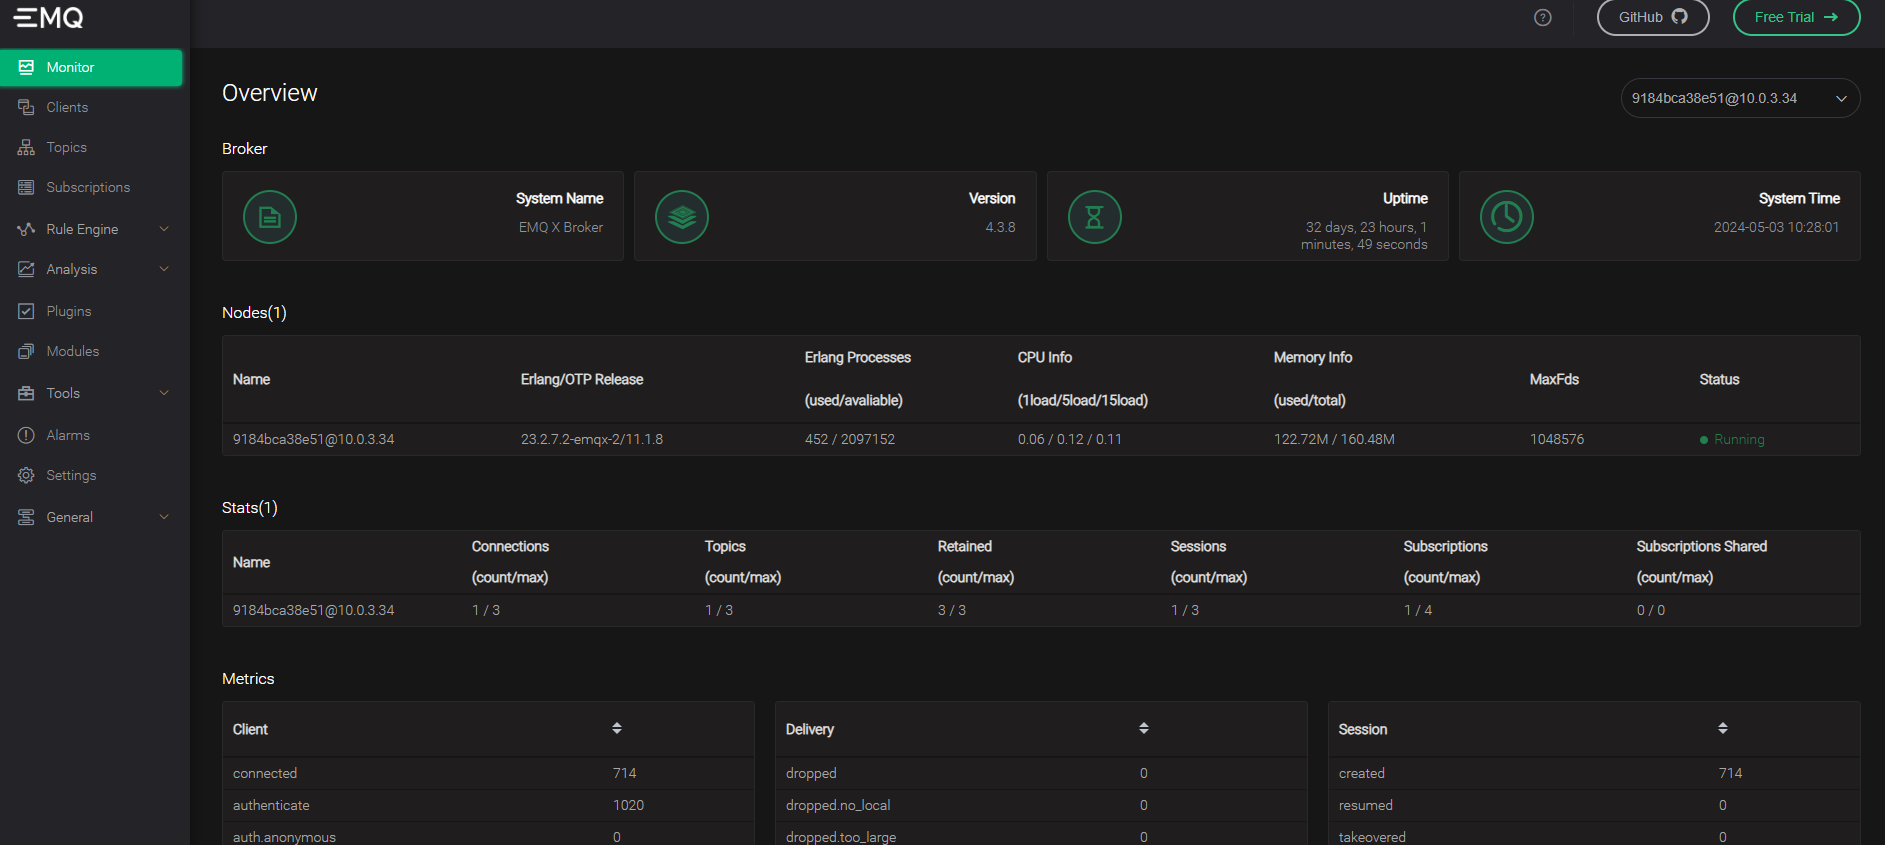 EMQ
GitHub
Free Trial
Monitor
Clients
Topics
Subscriptions
Rule Engine
Analysis
Plugins
Modules
Tools
Alarms
Settings
General
Overview
9184bca38e51@10.0.3.34
Broker
System Name
EMQ X Broker
Version
4.3.8
Uptime
32 days, 23 hours, 1
minutes, 49 seconds
System Time
2024-05-03 10:28:01
Nodes(1)
Name
Erlang/OTP Release
Erlang Processes
(used/avaliable)
CPU Info
(1load/5load/15load)
Memory Info
(used/total)
MaxFds
Status
9184bca38e51@10.0.3.34
23.2.7.2-emqx-2/11.1.8
452 / 2097152
0.06 / 0.12 / 0.11
122.72M / 160.48M
1048576
Running
Stats(1)
Name
Connections
(count/max)
Topics
(count/max)
Retained
(count/max)
Sessions
(count/max)
Subscriptions
(count/max)
Subscriptions Shared
(count/max)
9184bca38e51@10.0.3.34
1 / 3
1 / 3
3 / 3
1 / 3
1 / 4
0 / 0
Metrics
Client
connected 714
authenticate 1020
auth.anonymous 0
Delivery
dropped 0
dropped.no_local 0
dropped.too_large 0
Session
created 714
resumed 0
takeovered 0